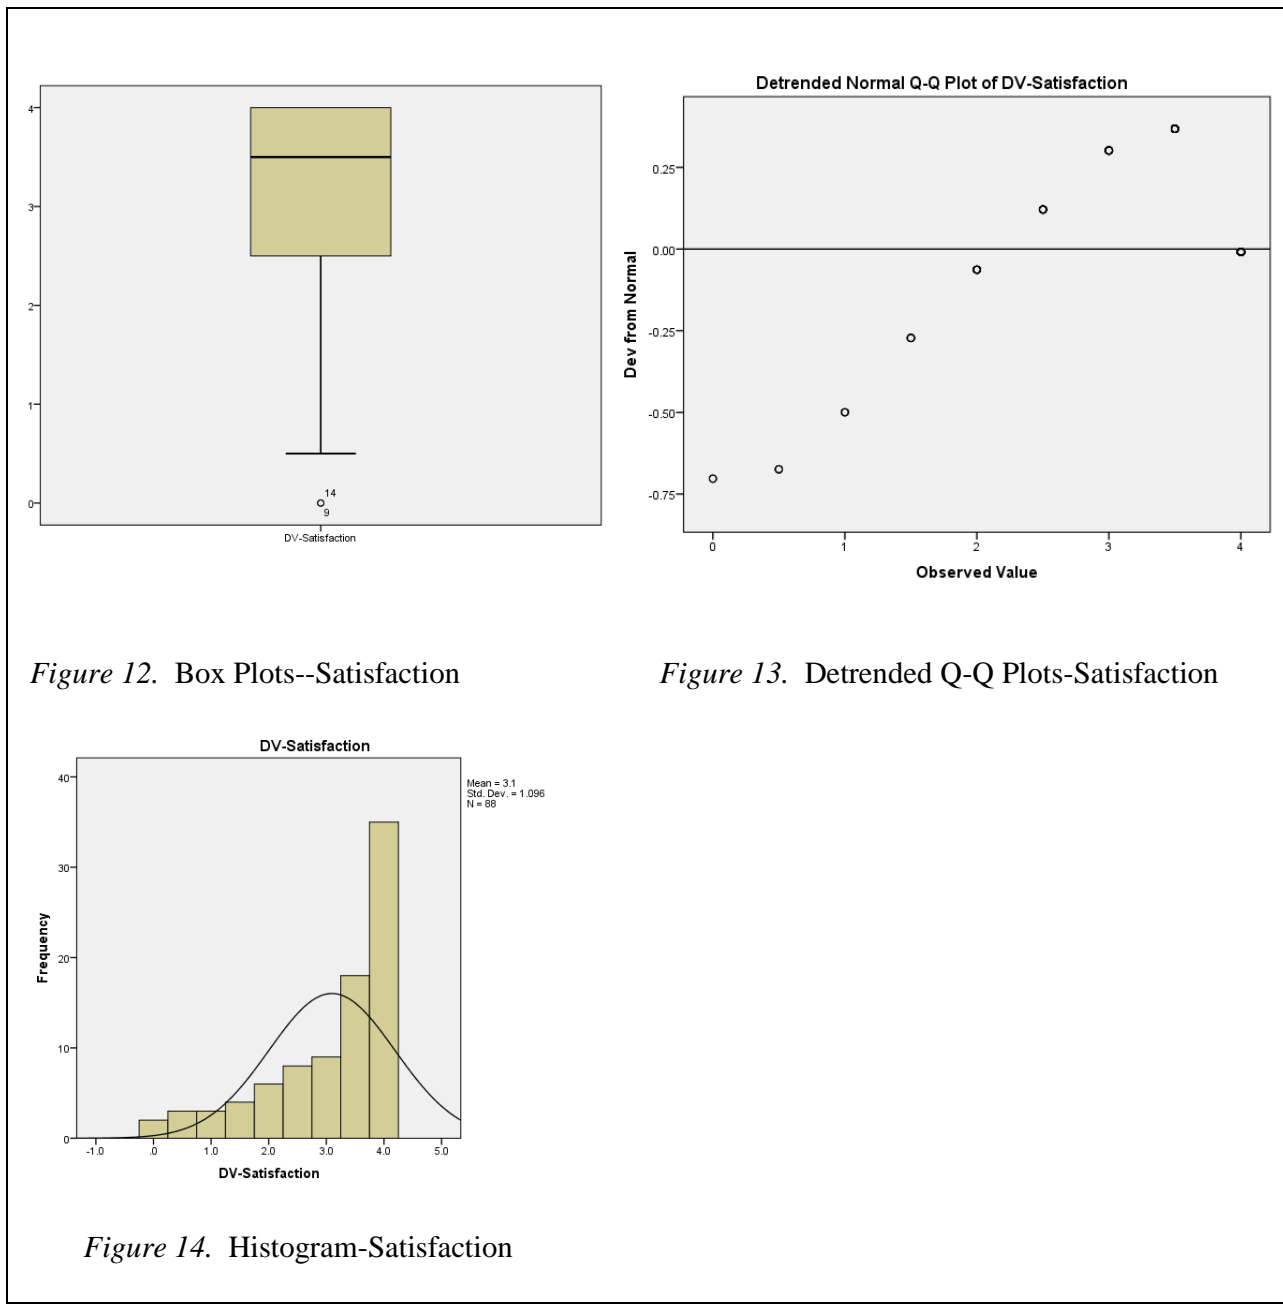 4
3
2
1
0
14
9
DV-Satisfaction
Detrended Normal Q-Q Plot of DV-Satisfaction
Dev from Normal
0.25
0.00
-0.25
-0.50
-0.75
0 1 2 3 4
Observed Value
Figure 12. Box Plots--Satisfaction
Figure 13. Detrended Q-Q Plots-Satisfaction
DV-Satisfaction
Mean = 3.1
Std. Dev. = 1.096
N = 88
Frequency
40
30
20
10
0
-1.0 .0 1.0 2.0 3.0 4.0 5.0
DV-Satisfaction
Figure 14. Histogram-Satisfaction